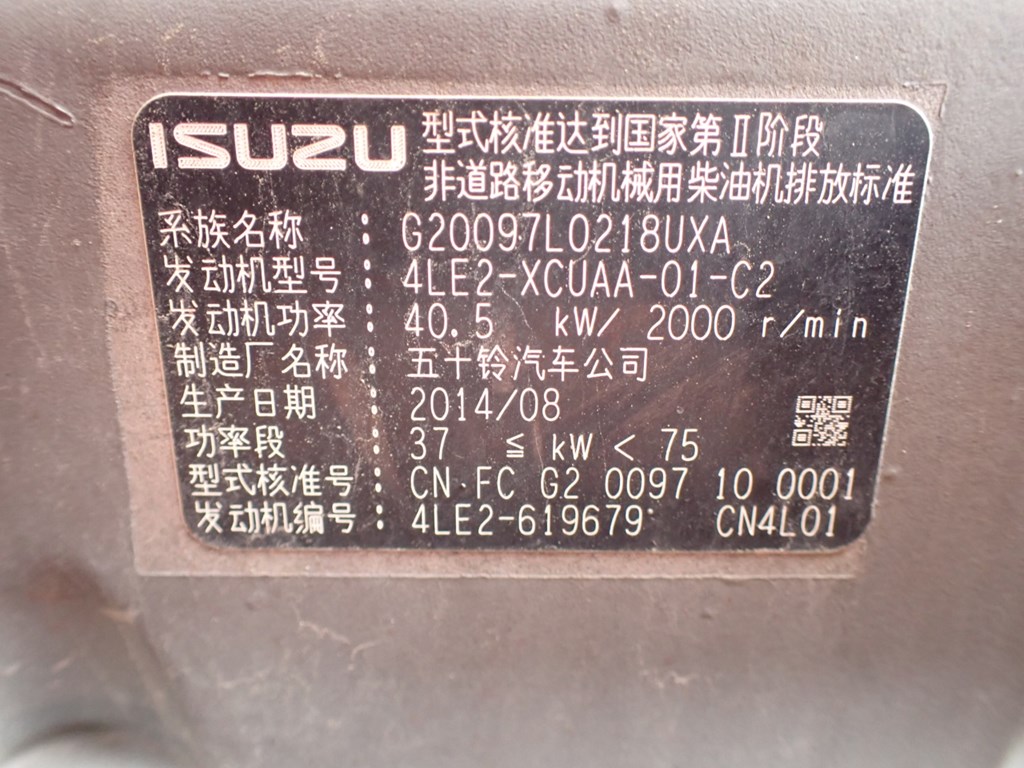 ISUZU 型式核准达到国家第Ⅱ阶段
非道路移动机械用柴油机排放标准
系族名称 : G20097L0218UXA
发动机型号 : 4LE2-XCUAA-01-C2
发动机功率 : 40.5 kW/ 2000 r/min
制造厂名称 : 五十铃汽车公司
生产日期 : 2014/08
功率段 : 37 ≦ kW < 75
型式核准号 : CN FC G2 0097 10 0001
发动机编号 : 4LE2-619679 CN4L01